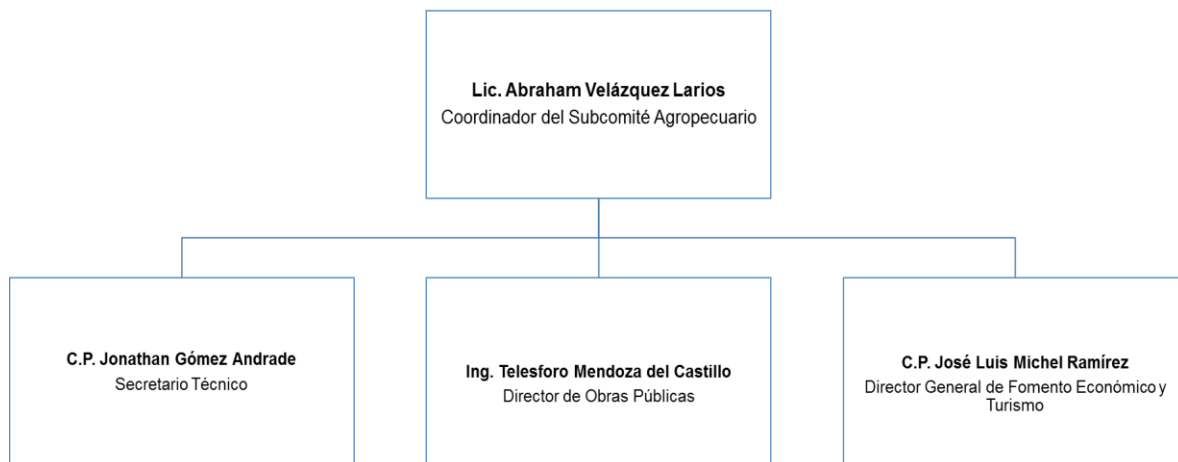 Lic. Abraham Velázquez Larios
Coordinador del Subcomité Agropecuario
C.P. Jonathan Gómez Andrade
Secretario Técnico
Ing. Telesforo Mendoza del Castillo
Director de Obras Públicas
C.P. José Luis Michel Ramírez
Director General de Fomento Económico y
Turismo